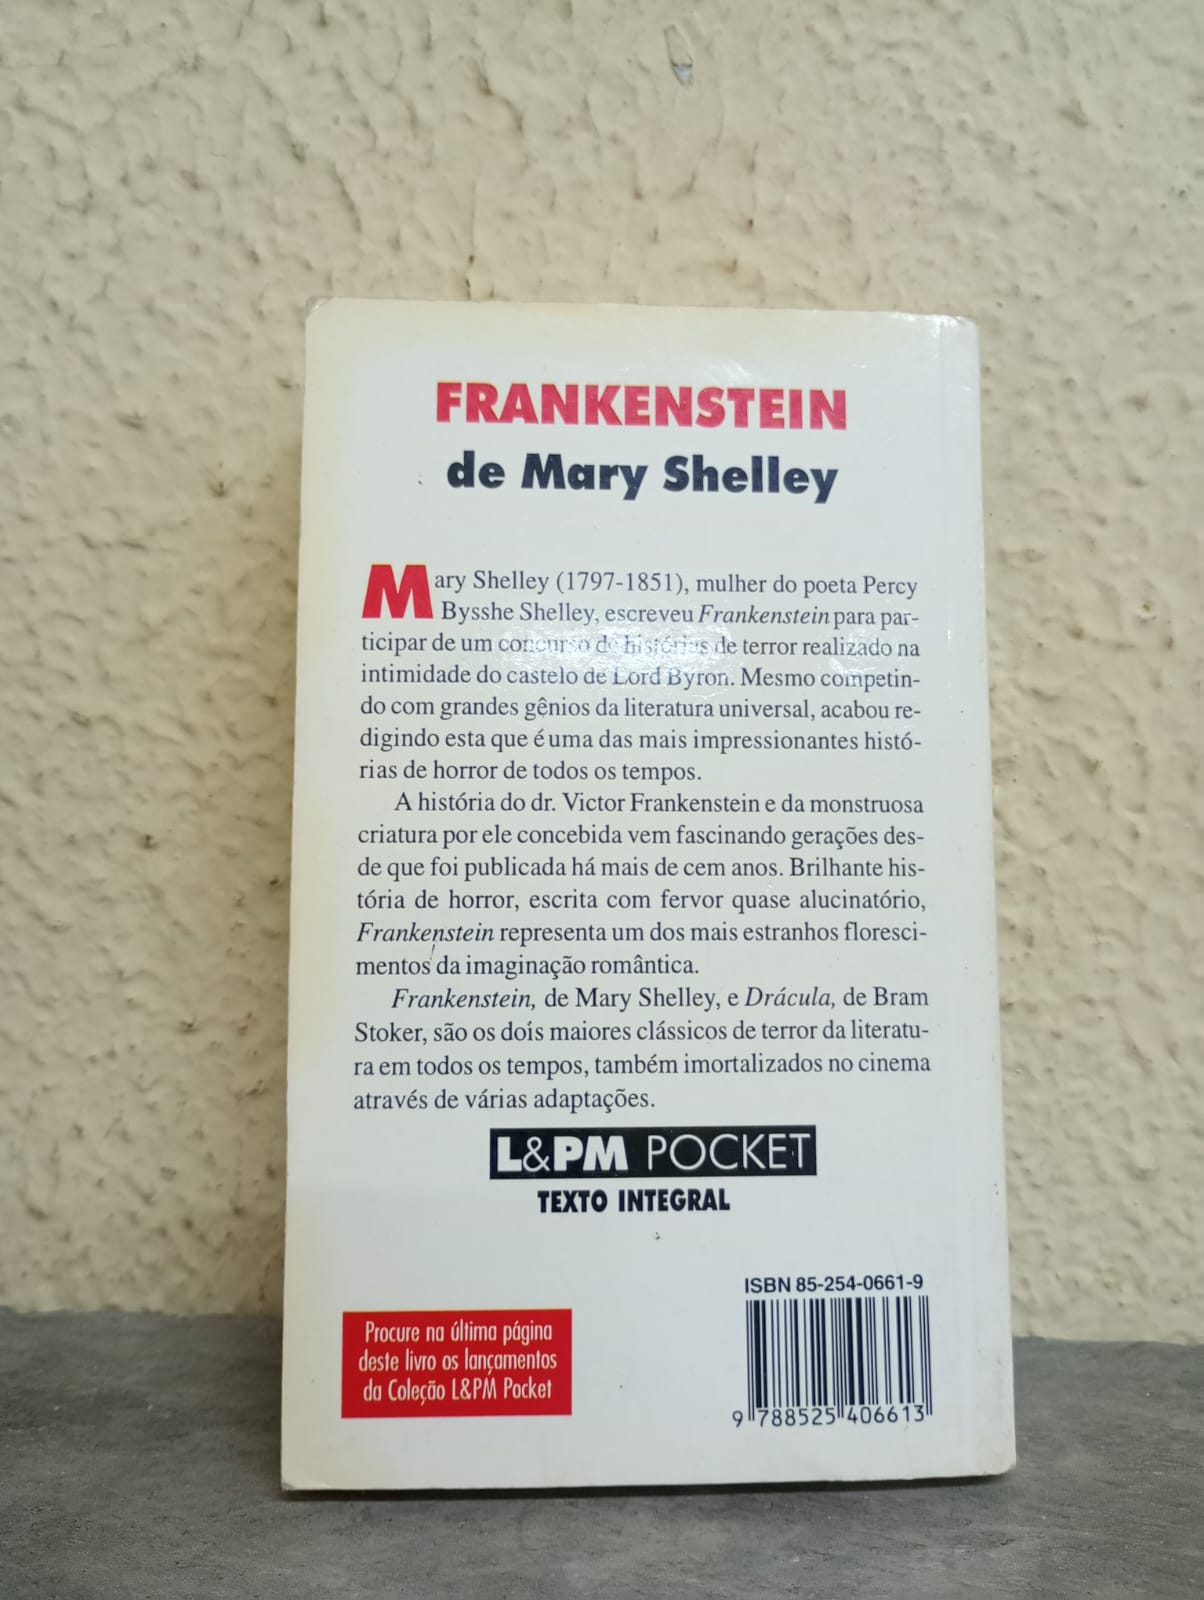 FRANKENSTEIN
de Mary Shelley
Mary Shelley (1797-1851), mulher do poeta Percy
Bysshe Shelley, escreveu Frankenstein para par-
ticipar de um concurso de histórias de terror realizado na
intimidade do castelo de Lord Byron. Mesmo competin-
do com grandes gênios da literatura universal, acabou re-
digindo esta que é uma das mais impressionantes histó-
rias de horror de todos os tempos.
A história do dr. Victor Frankenstein e da monstruosa
criatura por ele concebida vem fascinando gerações des-
de que foi publicada há mais de cem anos. Brilhante his-
tória de horror, escrita com fervor quase alucinatório,
Frankenstein representa um dos mais estranhos floresci-
mentos da imaginação romântica.
Frankenstein, de Mary Shelley, e Drácula, de Bram
Stoker, são os dois maiores clássicos de terror da literatu-
ra em todos os tempos, também imortalizados no cinema
através de várias adaptações.
L&PM POCKET
TEXTO INTEGRAL
ISBN 85-254-0661-9
Procure na última página
deste livro os lançamentos
da Coleção L&PM Pocket
9 788525 406613